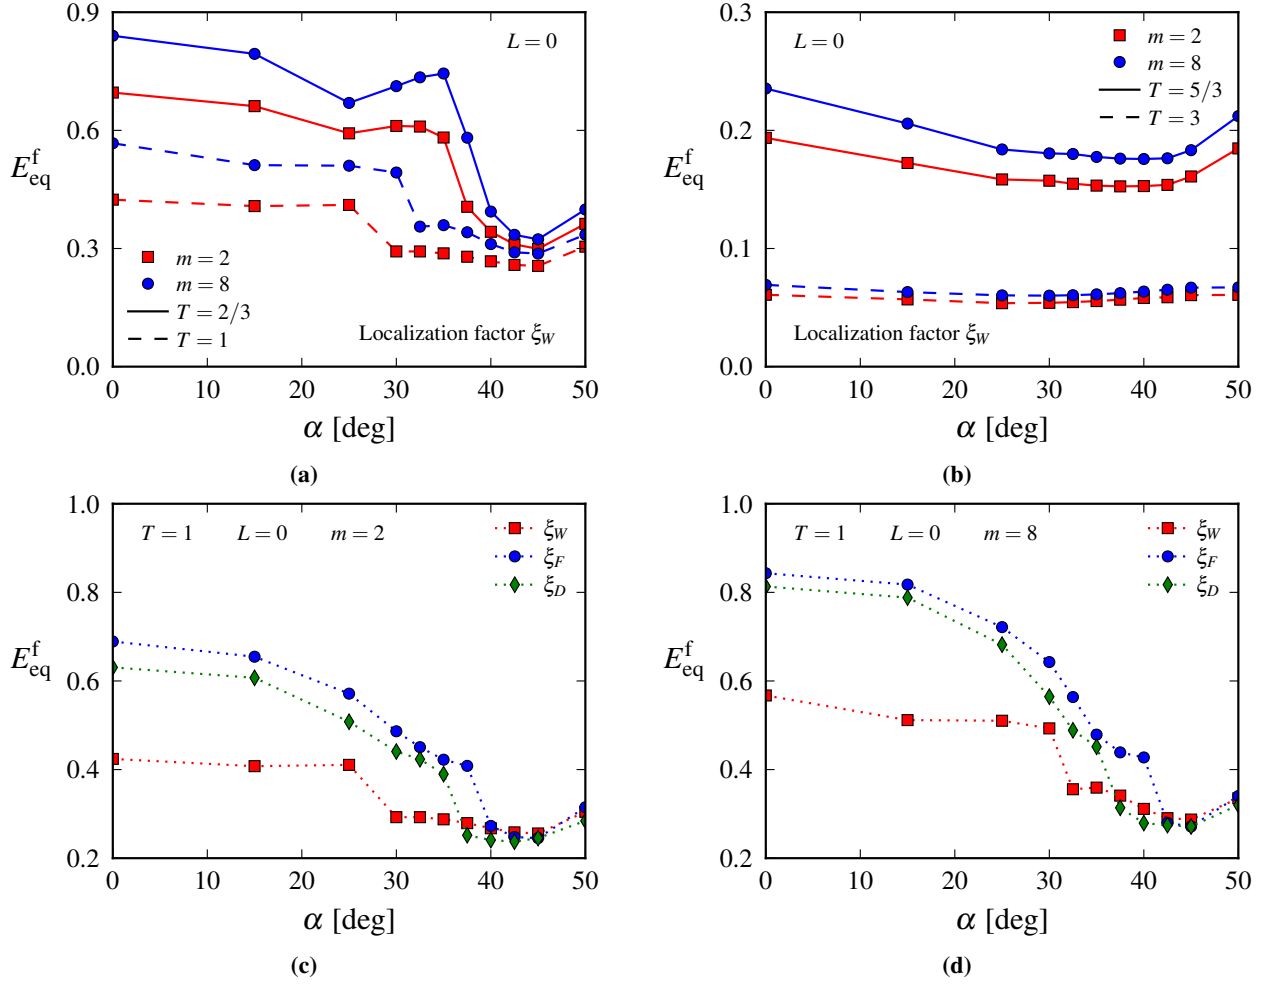 0.9
0.6
0.3
0.0
E^f_eq
L = 0
m = 2
m = 8
T = 2/3
T = 1
Localization factor ξ_W
0 10 20 30 40 50
α [deg]
(a)
0.3
0.2
0.1
0.0
E^f_eq
L = 0
m = 2
m = 8
T = 5/3
T = 3
Localization factor ξ_W
0 10 20 30 40 50
α [deg]
(b)
1.0
0.8
0.6
0.4
0.2
E^f_eq
T = 1 L = 0 m = 2
ξ_W
ξ_F
ξ_D
0 10 20 30 40 50
α [deg]
(c)
1.0
0.8
0.6
0.4
0.2
E^f_eq
T = 1 L = 0 m = 8
ξ_W
ξ_F
ξ_D
0 10 20 30 40 50
α [deg]
(d)